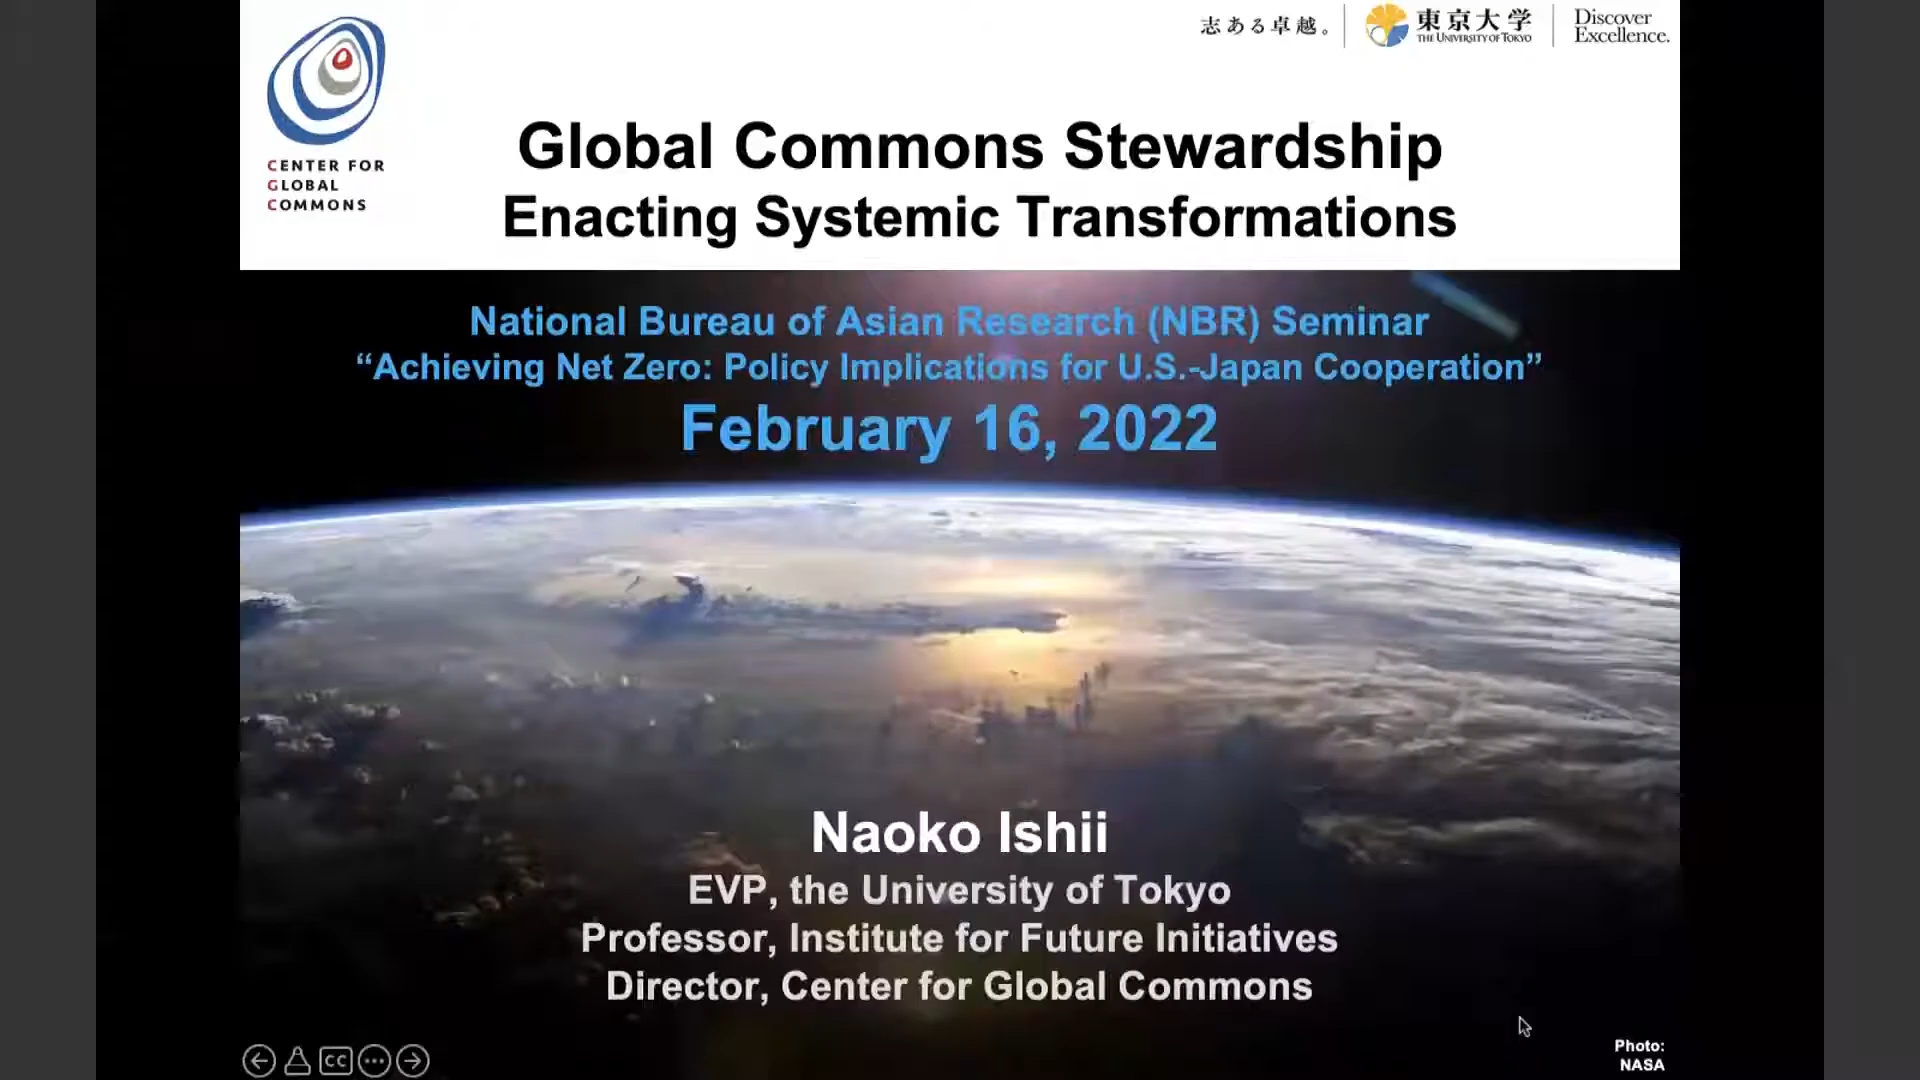 志ある卓越。
東京大学
THE UNIVERSITY OF TOKYO
Discover
Excellence.
CENTER FOR
GLOBAL
COMMONS
Global Commons Stewardship
Enacting Systemic Transformations
National Bureau of Asian Research (NBR) Seminar
“Achieving Net Zero: Policy Implications for U.S.-Japan Cooperation”
February 16, 2022
Naoko Ishii
EVP, the University of Tokyo
Professor, Institute for Future Initiatives
Director, Center for Global Commons
CC
Photo:
NASA